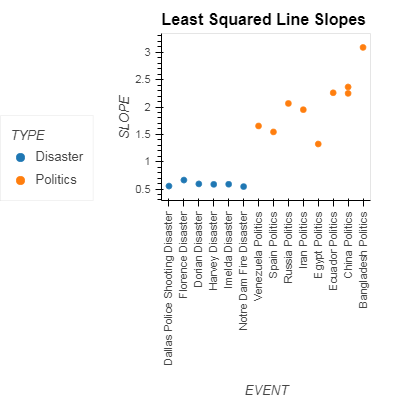 Least Squared Line Slopes
TYPE
Disaster
Politics
SLOPE
3
2.5
2
1.5
1
0.5
Dallas Police Shooting Disaster
Florence Disaster
Dorian Disaster
Harvey Disaster
Imelda Disaster
Notre Dam Fire Disaster
Venezuela Politics
Spain Politics
Russia Politics
Iran Politics
Egypt Politics
Ecuador Politics
China Politics
Bangladesh Politics
EVENT